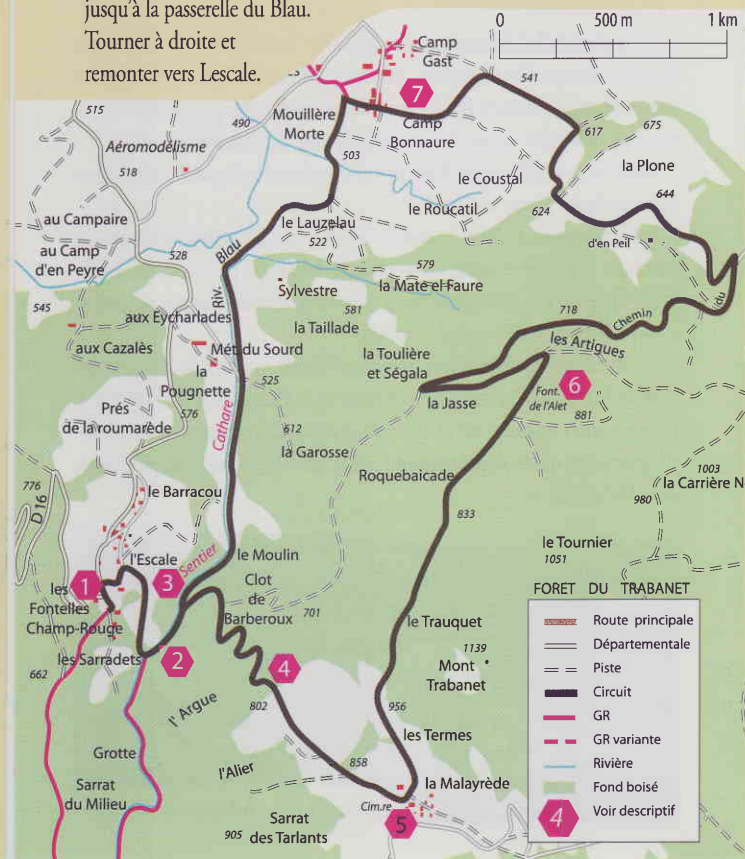 jusqu'à la passerelle du Blau.
Tourner à droite et
remonter vers Lescale.
0 500 m 1 km
Camp
Gast
541
7
515
Mouillère
Morte
Camp
Bonnaure
617
675
490
Aéromodélisme
503
la Plone
518
le Coustal
644
au Campaire
le Roucatil
624
le Lauzelau
522
d'en Peil
au Camp
d'en Peyre
528
Riv. Blau
579
la Mate el Faure
Sylvestre
545
aux Eycharlades
581
718
Chemin
du
la Taillade
les Artigues
aux Cazalès
Mét. du Sourd
la Toulière
et Ségala
la
Pougnette
525
6
Font.
de l'Alet
la Jasse
881
Prés
de la roumarède
576
612
Cathare
la Garosse
Roquebaicade
1003
la Carrière N
776
D 16
980
le Barracou
833
le Tournier
1051
l'Escale
Sentier
le Moulin
1
3
FORET DU TRABANET
les
Fontelles
Clot
de
Barberoux
701
Champ-Rouge
le Trauquet
Route principale
Départementale
1139
Mont
Trabanet
les Sarradets
2
4
Piste
662
Circuit
l'Argue
802
956
GR
les Termes
GR variante
Grotte
Rivière
l'Alier
858
la Malayrède
Fond boisé
Sarrat
du Milieu
Cim.re
4 Voir descriptif
Sarrat
des Tarlants
905
5